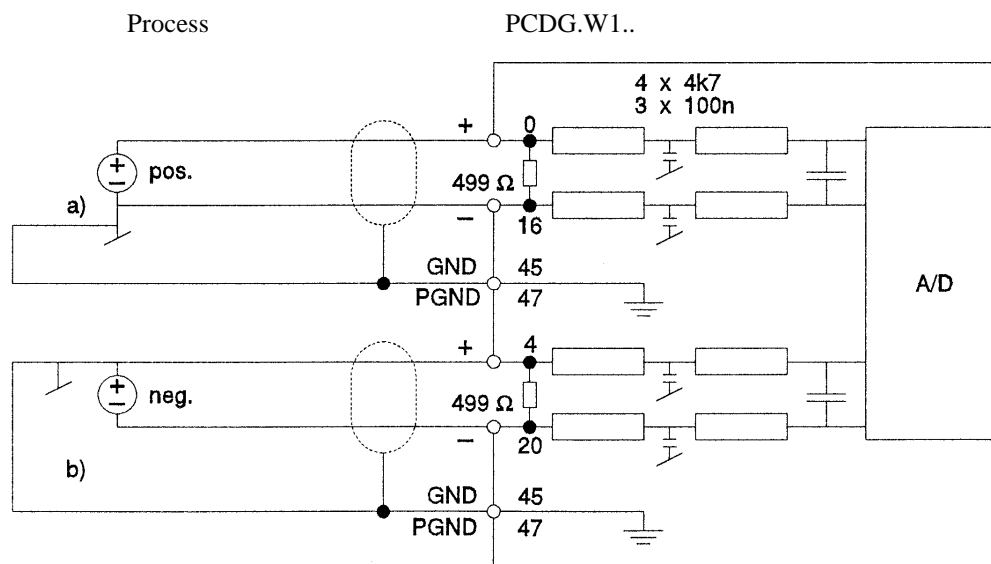 Process PCDG.W1..
4 x 4k7
3 x 100n
+ 0
+
− pos.
499 Ω
a)
− 16
GND 45
PGND 47
A/D
+ 4
+
− neg.
499 Ω
− 20
b)
GND 45
PGND 47